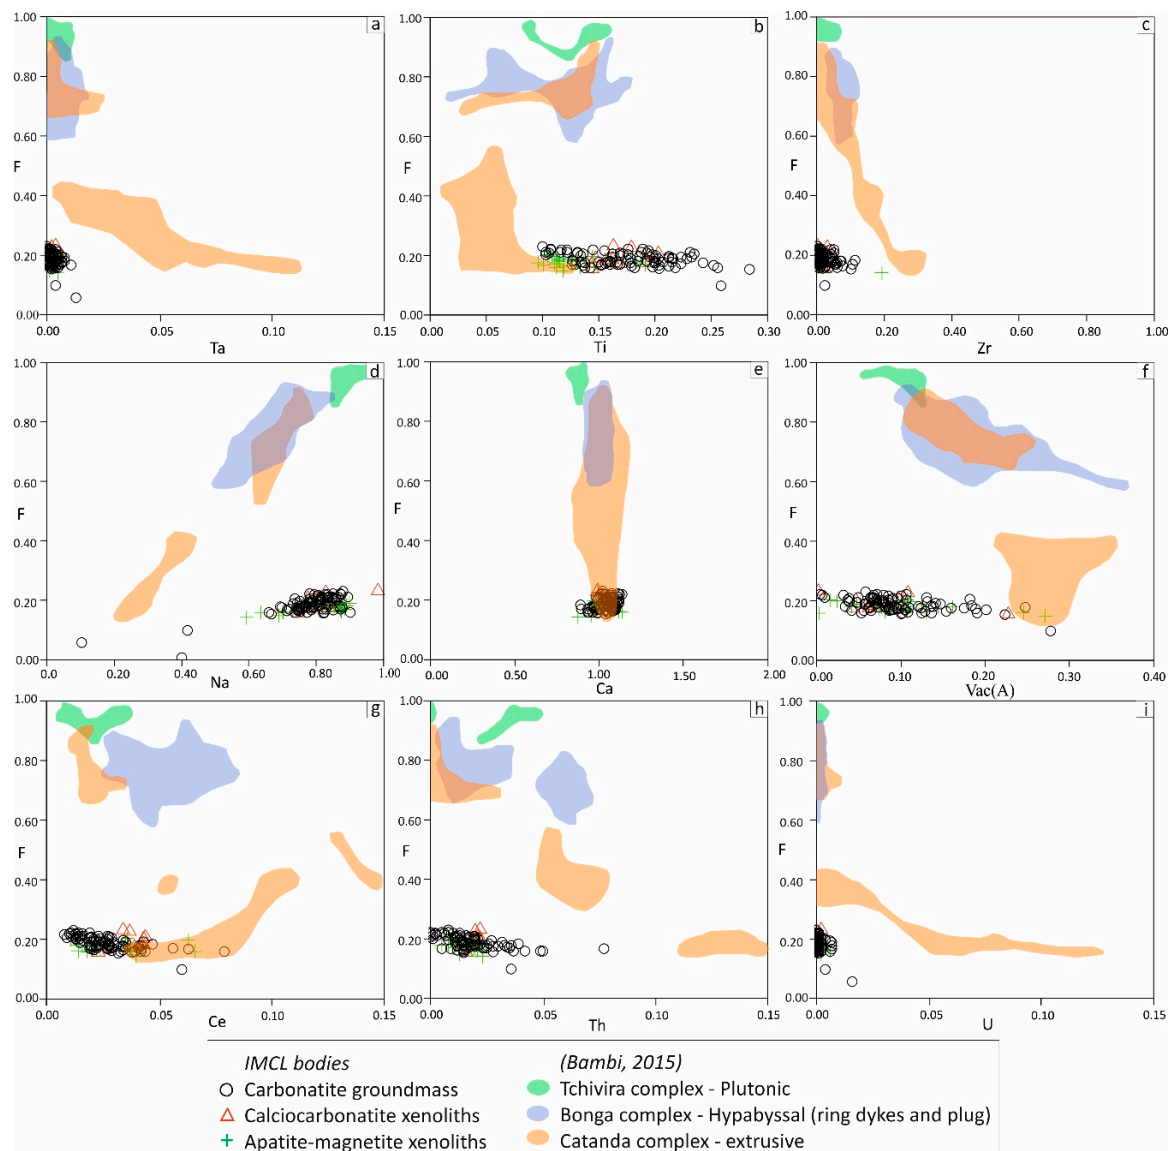 1.00 0.80 0.60 F 0.40 0.20 0.00 a
0.00 0.05 0.10 0.15
Ta
1.00 0.80 0.60 F 0.40 0.20 0.00 b
0.00 0.05 0.10 0.15 0.20 0.25 0.30
Ti
1.00 0.80 0.60 F 0.40 0.20 0.00 c
0.00 0.20 0.40 0.60 0.80 1.00
Zr
1.00 0.80 0.60 F 0.40 0.20 0.00 d
0.0 0.20 0.40 0.60 0.80 1.00
Na
1.00 0.80 0.60 F 0.40 0.20 0.00 e
0.0 0.50 1.00 1.50 2.00
Ca
1.00 0.80 0.60 F 0.40 0.20 0.00 f
0.00 0.10 0.20 0.30 0.40
Vac(A)
1.00 0.80 0.60 F 0.40 0.20 0.00 g
0.00 0.05 0.10 0.15
Ce
1.00 0.80 0.60 F 0.40 0.20 0.00 h
0.00 0.05 0.10 0.15
Th
1.00 0.80 0.60 F 0.40 0.20 0.00 i
0.00 0.05 0.10 0.15
U
IMCL bodies
Carbonatite groundmass
Calciocarbonatite xenoliths
Apatite-magnetite xenoliths
(Bambi, 2015)
Tchivira complex - Plutonic
Bonga complex - Hypabyssal (ring dykes and plug)
Catanda complex - extrusive